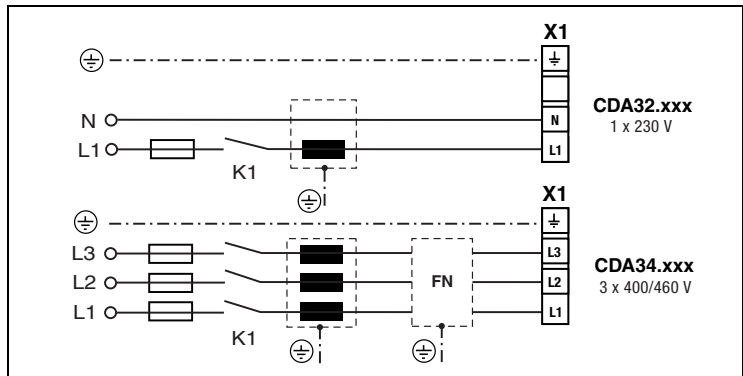 X1
N
L1
K1
N
L1
CDA32.xxx
1 x 230 V
X1
L3
L2
L1
K1
FN
L3
L2
L1
CDA34.xxx
3 x 400/460 V